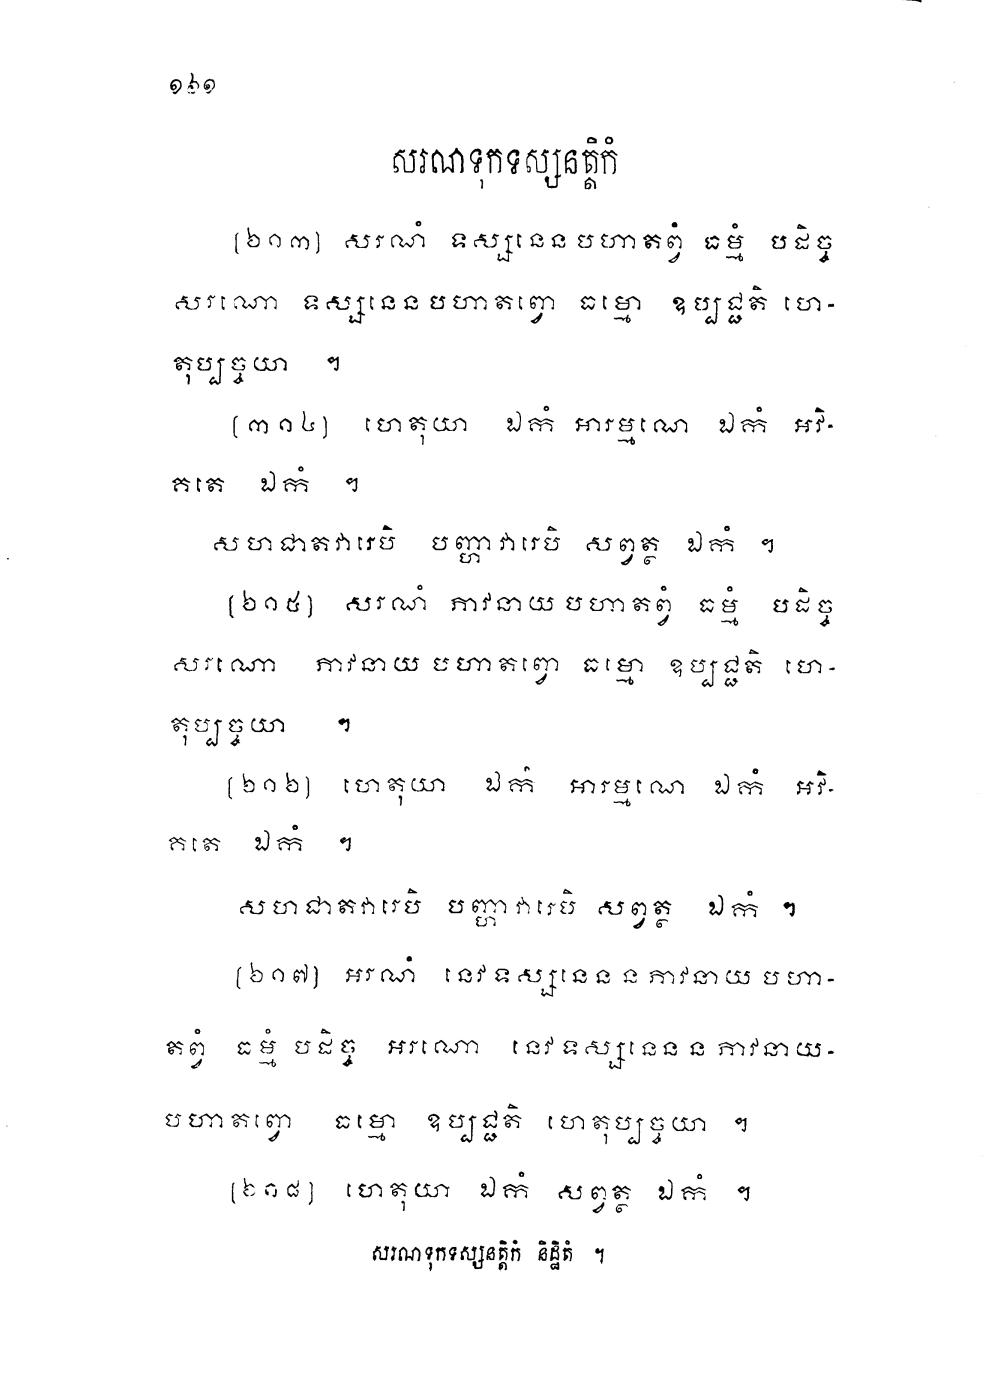 ១៦១
សរណទុកទស្សនត្តិកំ
(២១៣) សរណំ ទស្សនេនបហាតព្វំ ធម្មំ បដិច្ច
សរណោ ទស្សនេនបហាតព្វោ ធម្មោ ឧប្បជ្ជតិ ហេ-
តុប្បច្ចយា ។
(៣១៤) ហេតុយា ឯកំ អារម្មណេ ឯកំ អវិ-
គតេ ឯកំ ។
សហជាតវារេបិ បញ្ហាវារេបិ សព្វត្ថ ឯកំ ។
(២១៥) សរណំ ភាវនាយបហាតព្វំ ធម្មំ បដិច្ច
សរណោ ភាវនាយបហាតព្វោ ធម្មោ ឧប្បជ្ជតិ ហេ-
តុប្បច្ចយា ។
(២១៦) ហេតុយា ឯកំ អារម្មណេ ឯកំ អវិ-
គតេ ឯកំ ។
សហជាតវារេបិ បញ្ហាវារេបិ សព្វត្ថ ឯកំ ។
(២១៧) អរណំ នេវទស្សនេន ន ភាវនាយ បហា-
តព្វំ ធម្មំ បដិច្ច អរណោ នេវទស្សនេន ន ភាវនាយ-
បហាតព្វោ ធម្មោ ឧប្បជ្ជតិ ហេតុប្បច្ចយា ។
(២១៨) ហេតុយា ឯកំ សព្វត្ថ ឯកំ ។
សរណទុកទស្សនត្តិកំ និដ្ឋិតំ ។